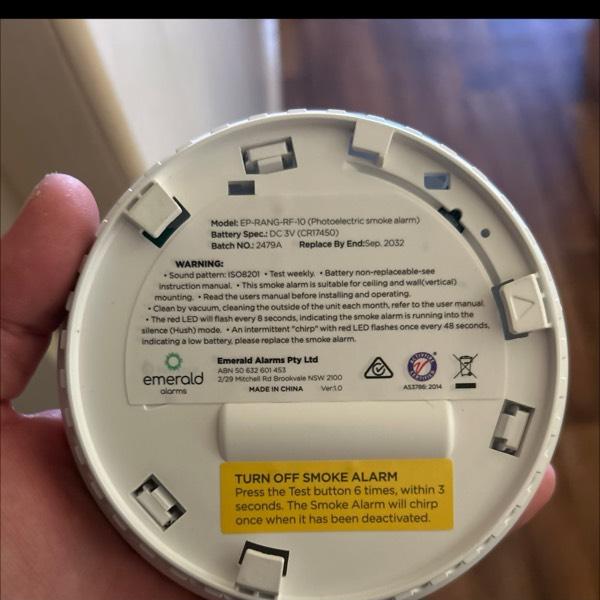 Model: EP-RANG-RF-10 (Photoelectric smoke alarm)
Battery Spec.: DC 3V (CR17450)
Batch NO.: 2479A Replace By End:Sep. 2032
WARNING:
• Sound pattern: ISO8201 • Test weekly. • Battery non-replaceable-see
instruction manual. • This smoke alarm is suitable for ceiling and wall(vertical)
mounting. • Read the users manual before installing and operating.
• Clean by vacuum, cleaning the outside of the unit each month, refer to the user manual.
• The red LED will flash every 8 seconds, indicating the smoke alarm is running into the
silence (Hush) mode. • An intermittent "chirp" with red LED flashes once every 48 seconds,
indicating a low battery, please replace the smoke alarm.
emerald
alarms
Emerald Alarms Pty Ltd
ABN 50 632 601 453
2/29 Mitchell Rd Brookvale NSW 2100
MADE IN CHINA Ver:1.0
AS3786: 2014
TURN OFF SMOKE ALARM
Press the Test button 6 times, within 3
seconds. The Smoke Alarm will chirp
once when it has been deactivated.